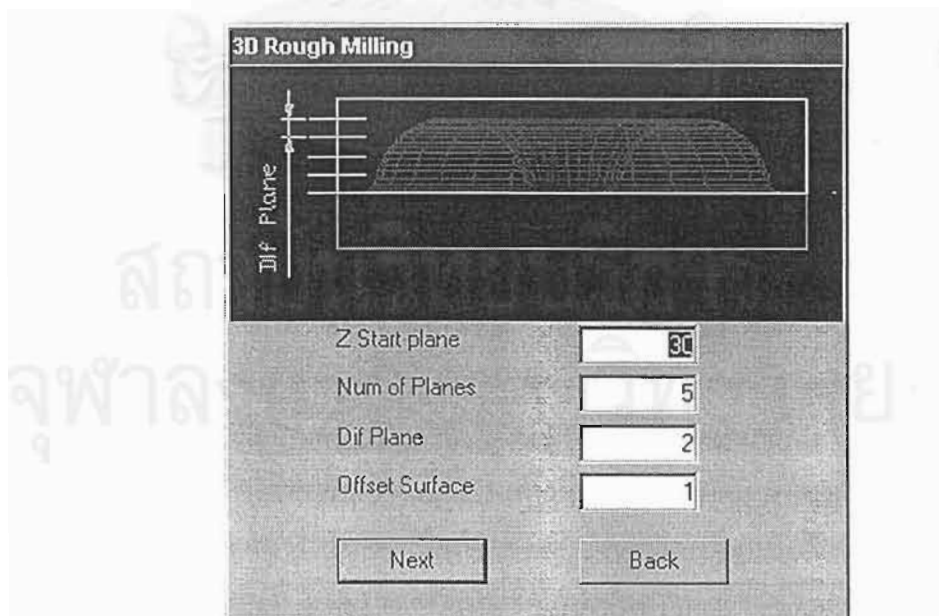 3D Rough Milling
Dif Plane
Z Start plane 30
Num of Planes 5
Dif Plane 2
Offset Surface 1
Next Back